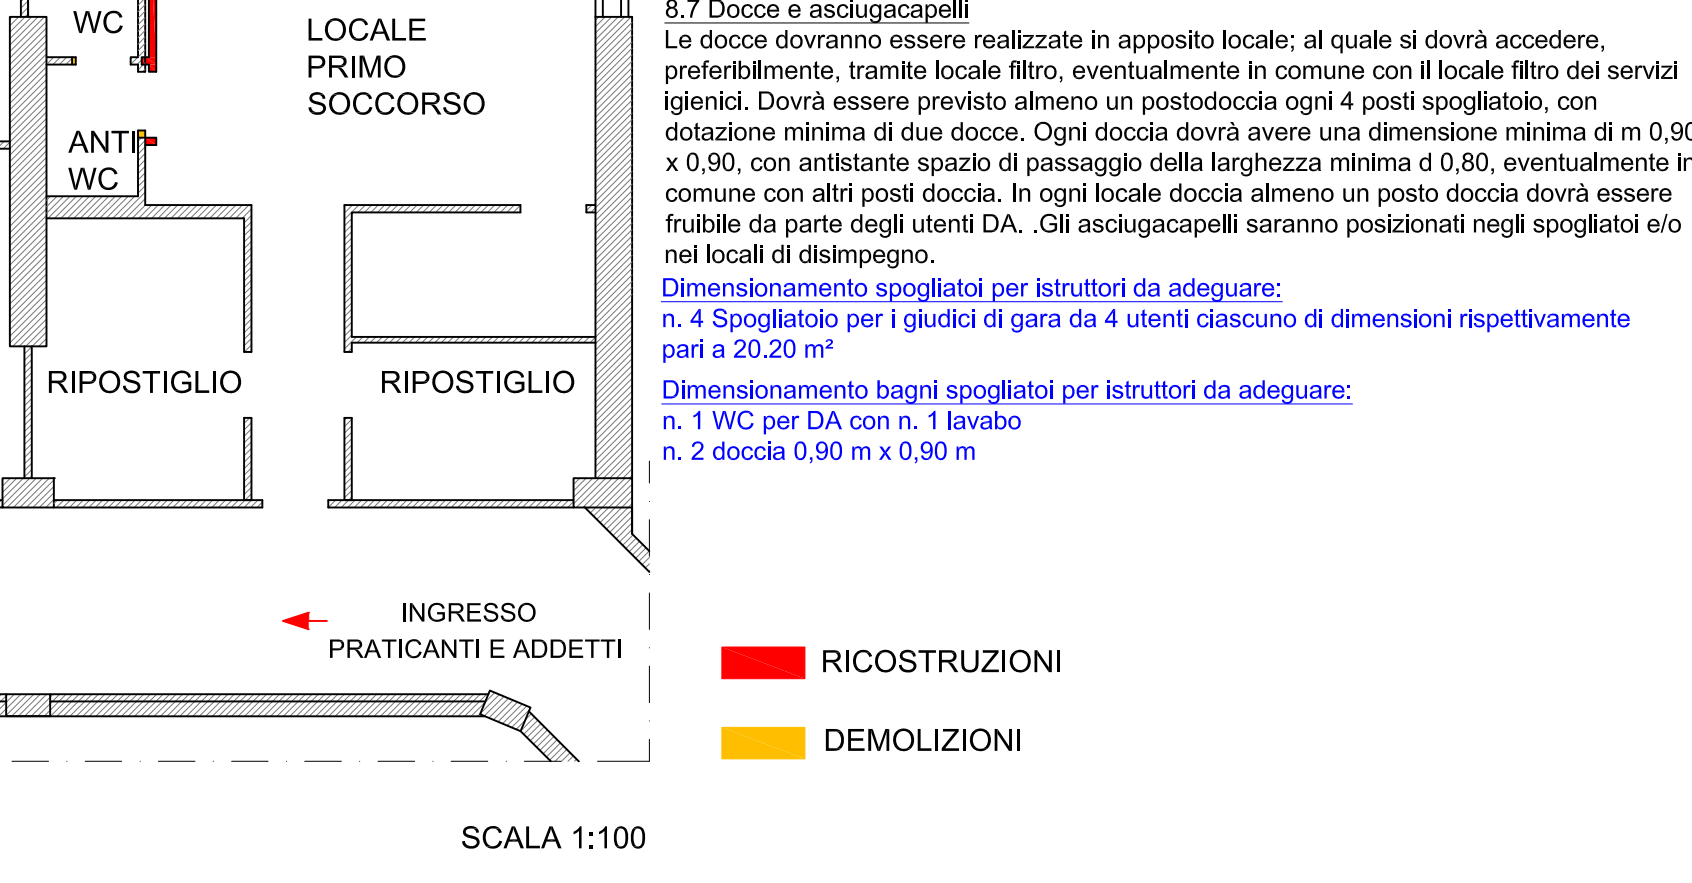 WC
LOCALE
PRIMO
SOCCORSO
ANTI
WC
RIPOSTIGLIO
RIPOSTIGLIO
INGRESSO
PRATICANTI E ADDETTI
8.7 Docce e asciugacapelli
Le docce dovranno essere realizzate in apposito locale; al quale si dovrà accedere,
preferibilmente, tramite locale filtro, eventualmente in comune con il locale filtro dei servizi
igienici. Dovrà essere previsto almeno un postodoccia ogni 4 posti spogliatoio, con
dotazione minima di due docce. Ogni doccia dovrà avere una dimensione minima di m 0,90
x 0,90, con antistante spazio di passaggio della larghezza minima d 0,80, eventualmente in
comune con altri posti doccia. In ogni locale doccia almeno un posto doccia dovrà essere
fruibile da parte degli utenti DA. .Gli asciugacapelli saranno posizionati negli spogliatoi e/o
nei locali di disimpegno.
Dimensionamento spogliatoi per istruttori da adeguare:
n. 4 Spogliatoio per i giudici di gara da 4 utenti ciascuno di dimensioni rispettivamente
pari a 20.20 m²
Dimensionamento bagni spogliatoi per istruttori da adeguare:
n. 1 WC per DA con n. 1 lavabo
n. 2 doccia 0,90 m x 0,90 m
RICOSTRUZIONI
DEMOLIZIONI
SCALA 1:100